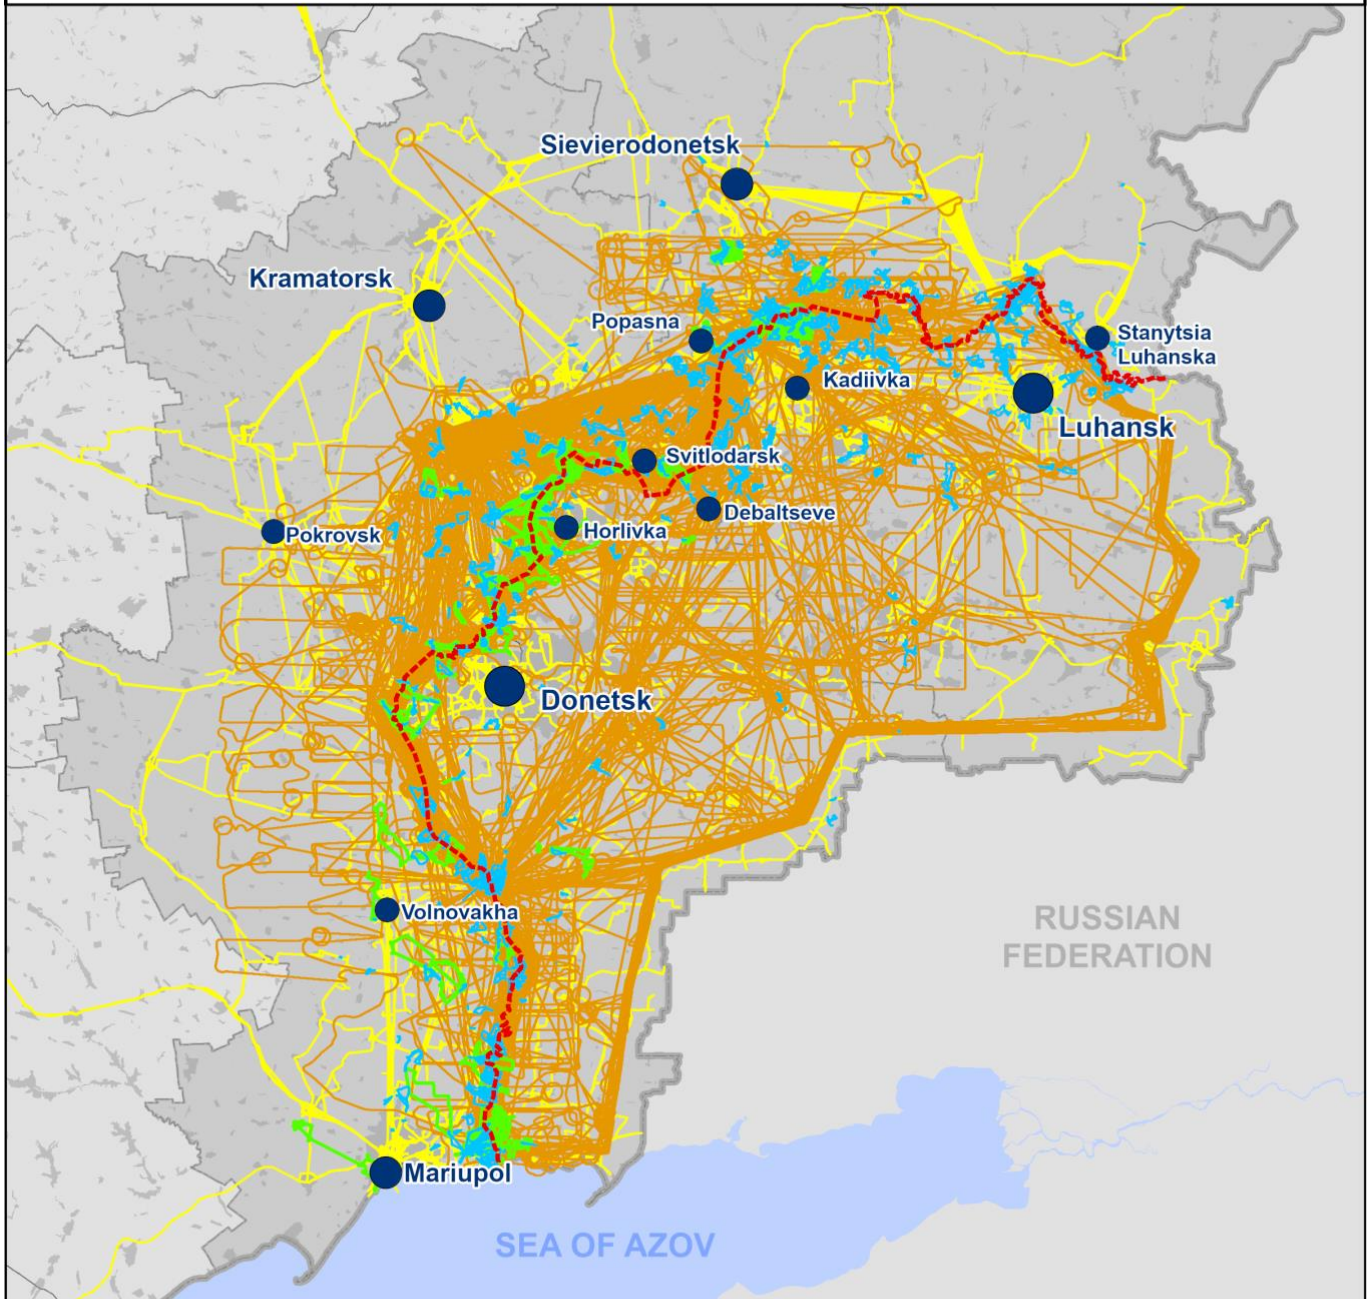 Sievierodonetsk
Kramatorsk
Popasna
Stanytsia
Luhanska
Kadiivka
Luhansk
Svitlodarsk
Debaltseve
Pokrovsk
Horlivka
Donetsk
Volnovakha
RUSSIAN
FEDERATION
Mariupol
SEA OF AZOV